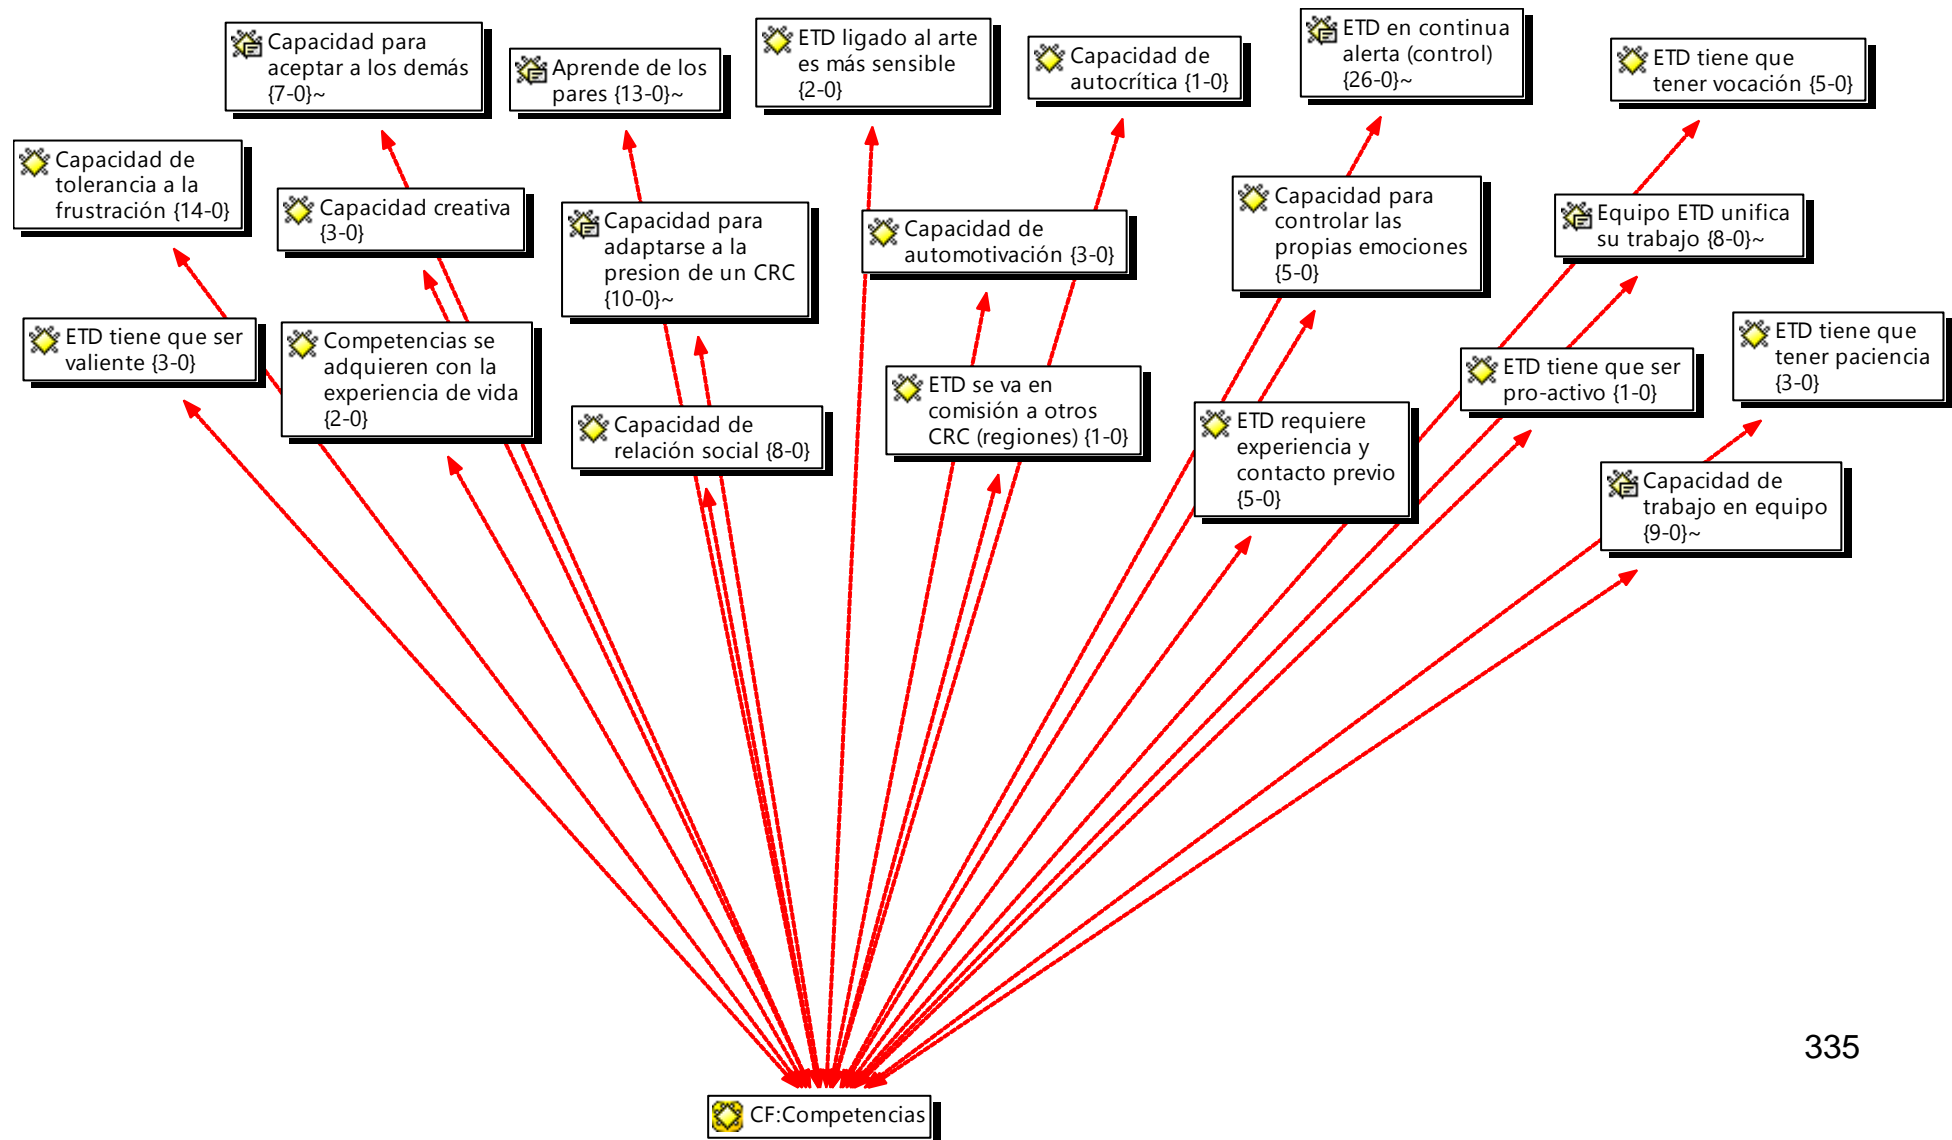 Capacidad para
aceptar a los demás
{7-0}~
Aprende de los
pares {13-0}~
ETD ligado al arte
es más sensible
{2-0}
Capacidad de
autocrítica {1-0}
ETD en continua
alerta (control)
{26-0}~
ETD tiene que
tener vocación {5-0}
Capacidad de
tolerancia a la
frustración {14-0}
Capacidad creativa
{3-0}
Capacidad para
adaptarse a la
presion de un CRC
{10-0}~
Capacidad de
automotivación {3-0}
Capacidad para
controlar las
propias emociones
{5-0}
Equipo ETD unifica
su trabajo {8-0}~
ETD tiene que ser
valiente {3-0}
Competencias se
adquieren con la
experiencia de vida
{2-0}
Capacidad de
relación social {8-0}
ETD se va en
comisión a otros
CRC (regiones) {1-0}
ETD requiere
experiencia y
contacto previo
{5-0}
ETD tiene que ser
pro-activo {1-0}
ETD tiene que
tener paciencia
{3-0}
Capacidad de
trabajo en equipo
{9-0}~
335
CF:Competencias